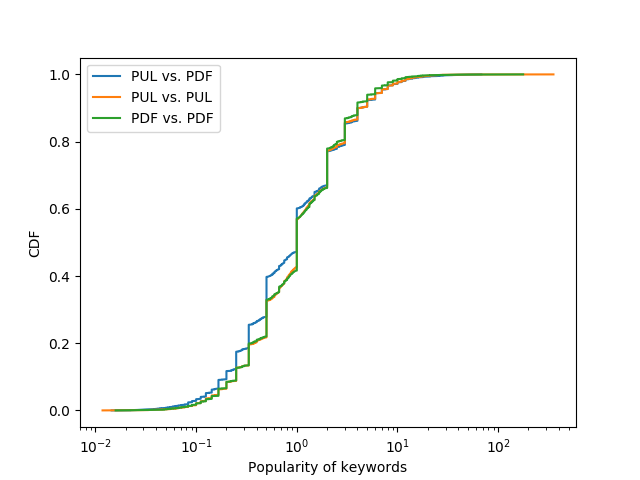 PUL vs. PDF
PUL vs. PUL
PDF vs. PDF
1.0
0.8
0.6
0.4
0.2
0.0
CDF
10⁻² 10⁻¹ 10⁰ 10¹ 10²
Popularity of keywords